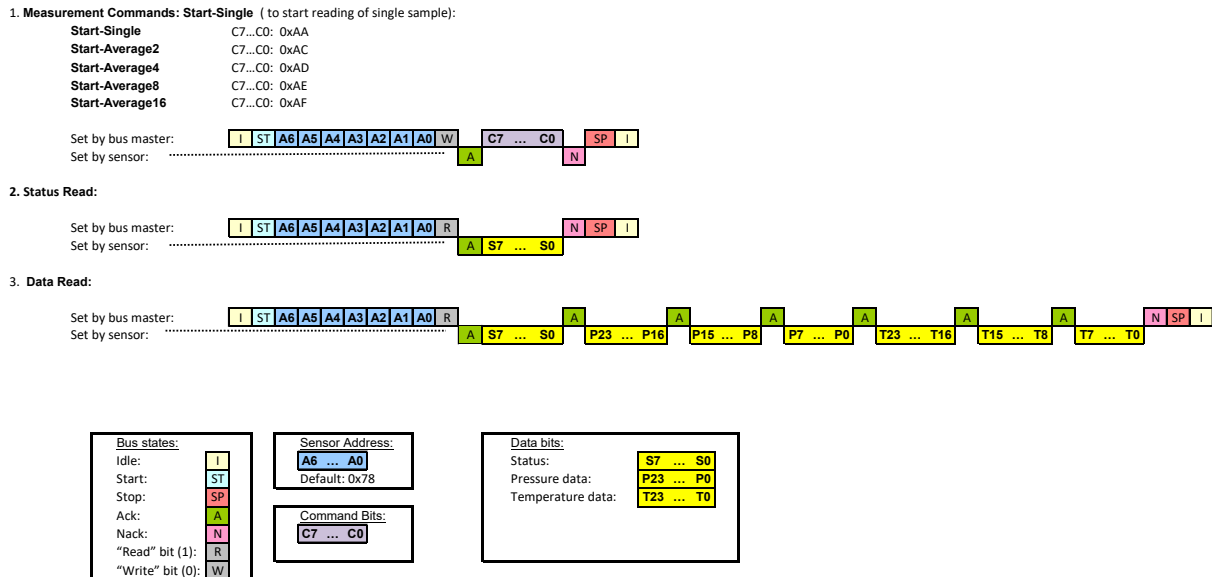 1. Measurement Commands: Start-Single ( to start reading of single sample):
Start-Single C7…C0: 0xAA
Start-Average2 C7…C0: 0xAC
Start-Average4 C7…C0: 0xAD
Start-Average8 C7…C0: 0xAE
Start-Average16 C7…C0: 0xAF
Set by bus master: I ST A6 A5 A4 A3 A2 A1 A0 W C7 … C0 SP I
Set by sensor: A N
2. Status Read:
Set by bus master: I ST A6 A5 A4 A3 A2 A1 A0 R N SP I
Set by sensor: A S7 … S0
3. Data Read:
Set by bus master: I ST A6 A5 A4 A3 A2 A1 A0 R A A A A A A N SP I
Set by sensor: A S7 … S0 P23 … P16 P15 … P8 P7 … P0 T23 … T16 T15 … T8 T7 … T0
Bus states:
Idle: I
Start: ST
Stop: SP
Ack: A
Nack: N
“Read” bit (1): R
“Write” bit (0): W
Sensor Address:
A6 … A0
Default: 0x78
Command Bits:
C7 … C0
Data bits:
Status: S7 … S0
Pressure data: P23 … P0
Temperature data: T23 … T0